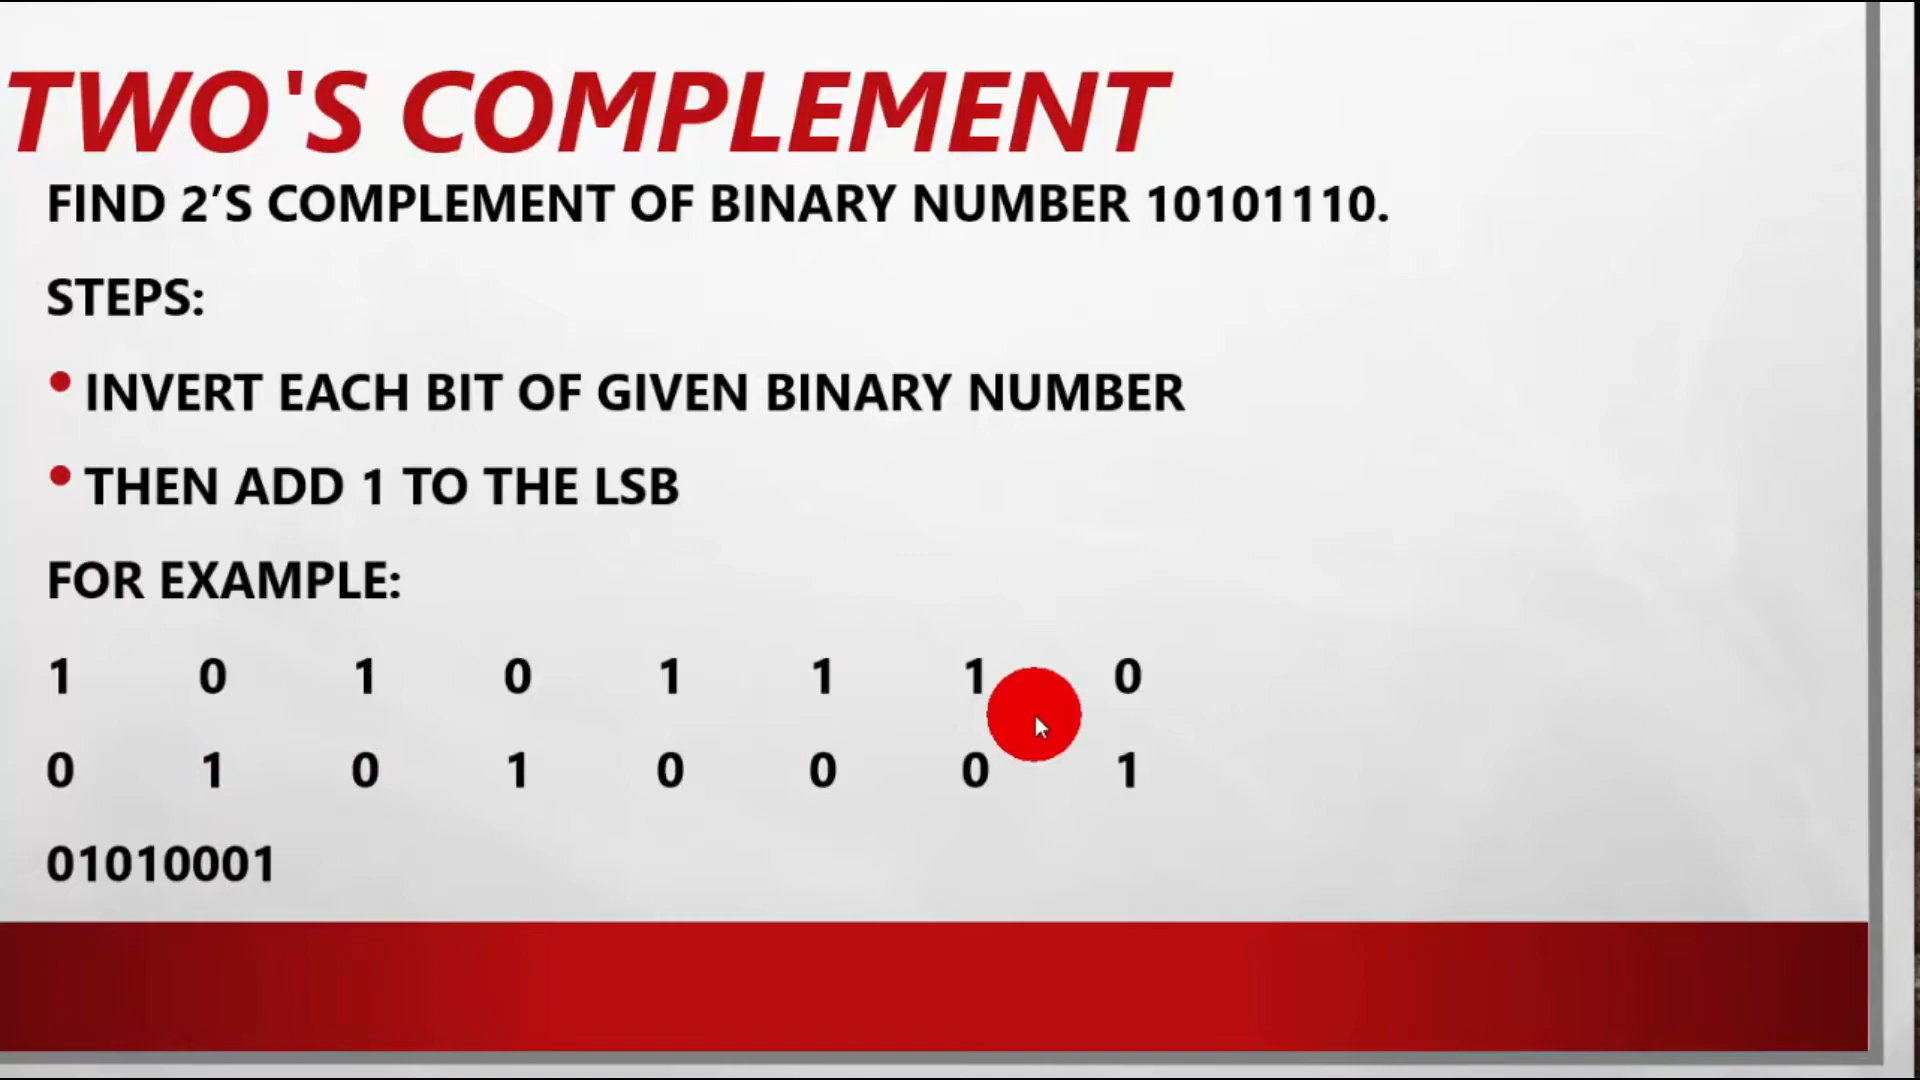 TWO'S COMPLEMENT
FIND 2’S COMPLEMENT OF BINARY NUMBER 10101110.
STEPS:
• INVERT EACH BIT OF GIVEN BINARY NUMBER
• THEN ADD 1 TO THE LSB
FOR EXAMPLE:
1 0 1 0 1 1 1 0
0 1 0 1 0 0 0 1
01010001